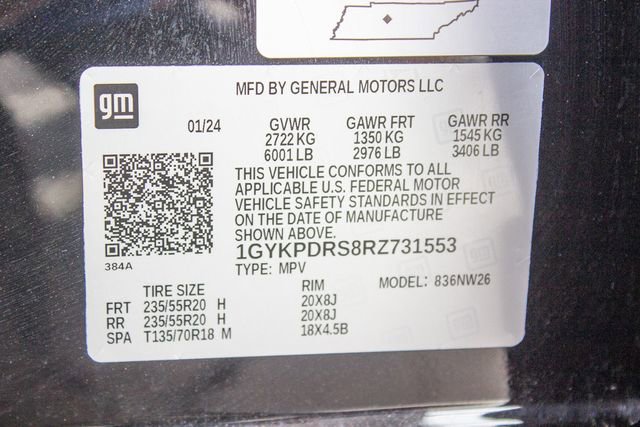 gm
MFD BY GENERAL MOTORS LLC
01/24 GVWR GAWR FRT GAWR RR
2722 KG 1350 KG 1545 KG
6001 LB 2976 LB 3406 LB
THIS VEHICLE CONFORMS TO ALL
APPLICABLE U.S. FEDERAL MOTOR
VEHICLE SAFETY STANDARDS IN EFFECT
ON THE DATE OF MANUFACTURE
SHOWN ABOVE.
1GYKPDRS8RZ731553
384A
TYPE: MPV MODEL: 836NW26
TIRE SIZE RIM
FRT 235/55R20 H 20X8J
RR 235/55R20 H 20X8J
SPA T135/70R18 M 18X4.5B